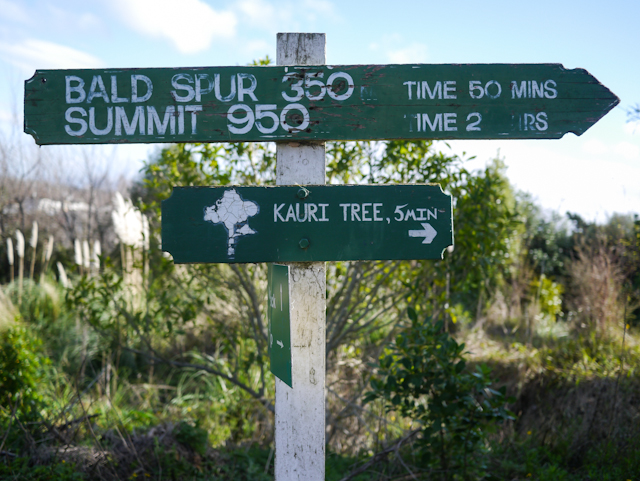 BALD SPUR 350 TIME 50 MINS
SUMMIT 950 TIME 2 HRS
KAURI TREE, 5MIN